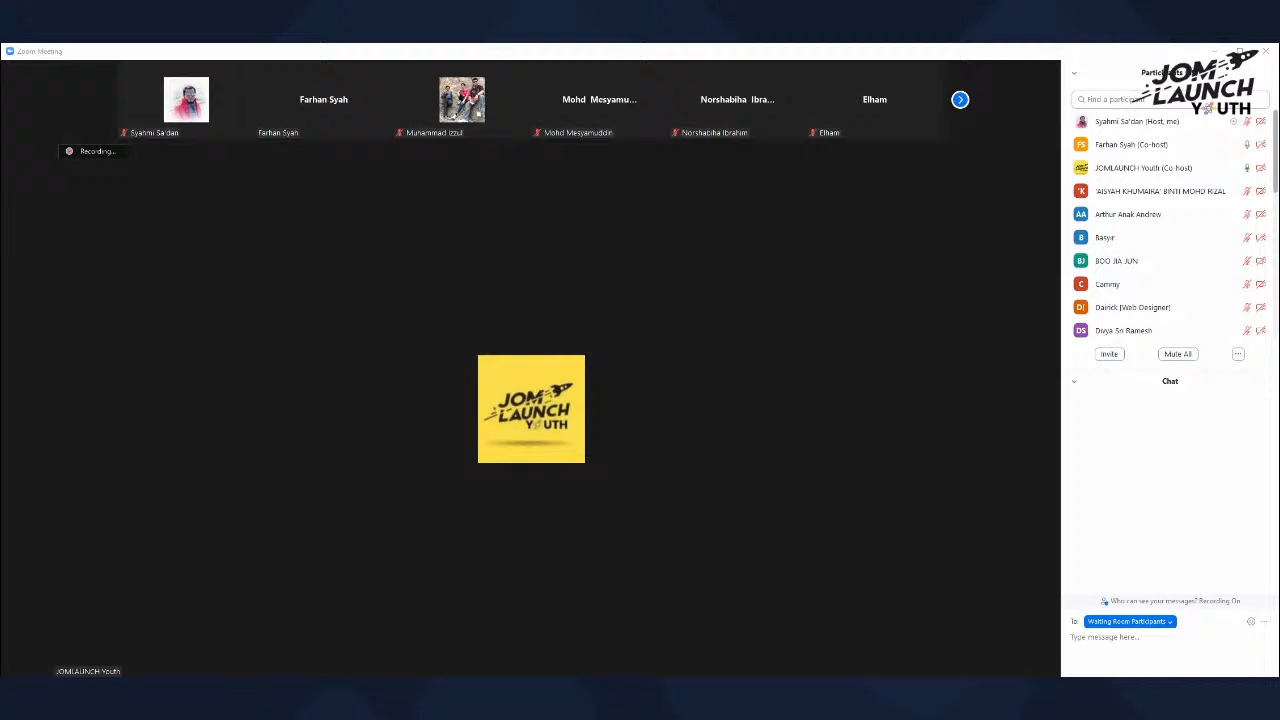 Zoom Meeting
JOM
LAUNCH
YOUTH
Farhan Syah
Mohd Mesyamu...
Norshabiha Ibra...
Elham
Syahmi Sa'dan
Farhan Syah
Muhammad Izzul
Mohd Mesyamuddin
Norshabiha Ibrahim
Elham
Recording...
JOM
LAUNCH
YOUTH
JOMLAUNCH Youth
Find a participant
Syahmi Sa'dan (Host, me)
FS Farhan Syah (Co-host)
JOMLAUNCH Youth (Co-host)
'K 'AISYAH KHUMAIRA' BINTI MOHD RIZAL
AA Arthur Anak Andrew
B Basyir
BJ BOO JIA JUN
C Cammy
D( Dairick [Web Designer]
DS Divya Sri Ramesh
Invite Mute All ...
Chat
Who can see your messages? Recording On
To: Waiting Room Participants
Type message here...